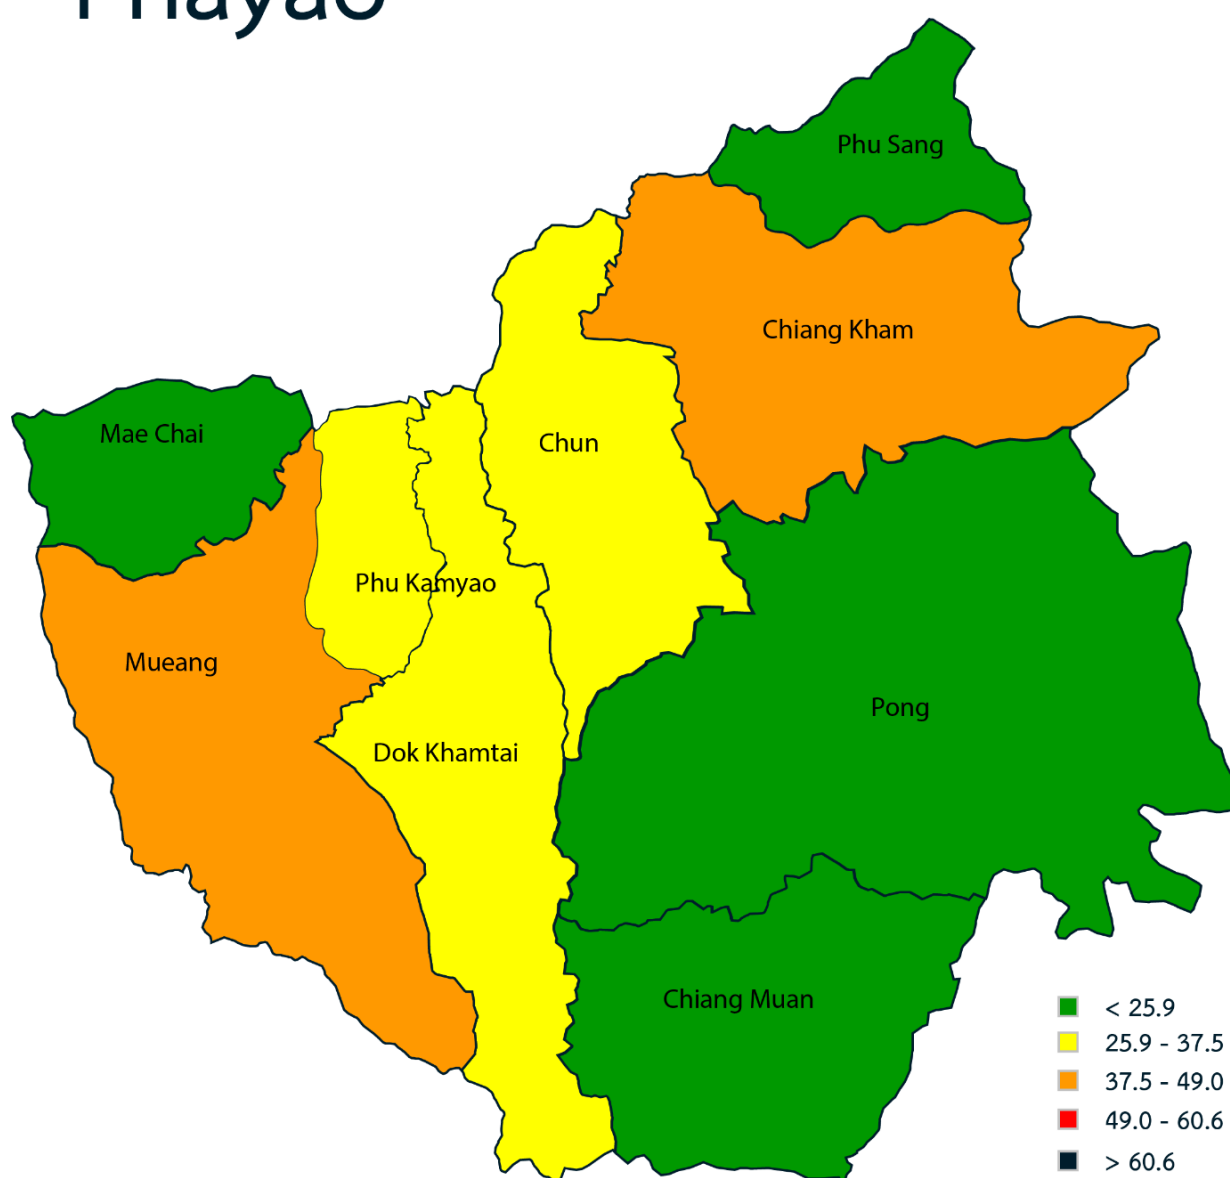 Phayao
Phu Sang
Chiang Kham
Mae Chai
Chun
Phu Kamyao
Mueang
Pong
Dok Khamtai
Chiang Muan
< 25.9
25.9 - 37.5
37.5 - 49.0
49.0 - 60.6
> 60.6